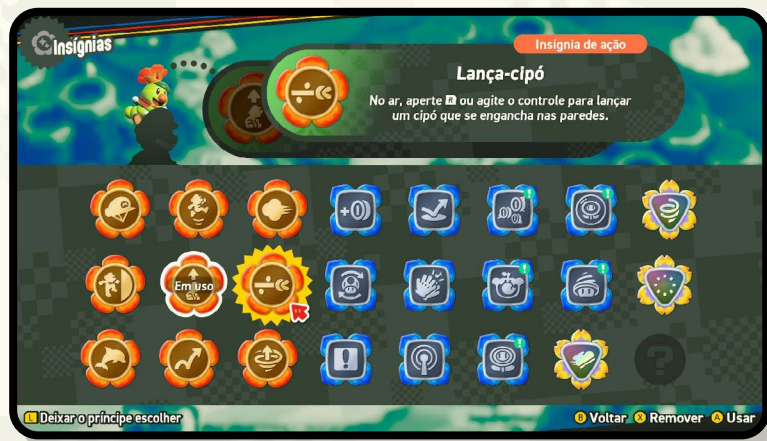 Insígnias
Insígnia de ação
Lança-cipó
No ar, aperte R ou agite o controle para lançar
um cipó que se engancha nas paredes.
+0
Em uso
!
?
L Deixar o príncipe escolher
B Voltar X Remover A Usar